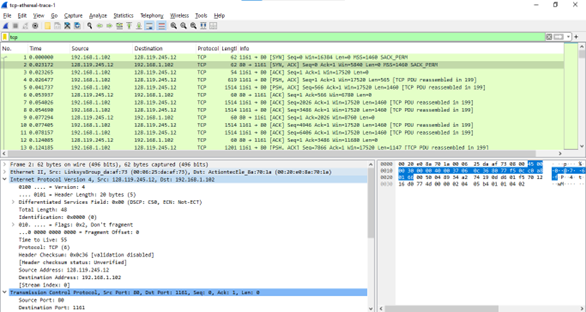 tcp-ethereal-trace-1
File Edit View Go Capture Analyze Statistics Telephony Wireless Tools Help
tcp
No. Time Source Destination Protocol Lengt Info
1 0.000000 192.168.1.102 128.119.245.12 TCP 62 1161 → 80 [SYN] Seq=0 Win=16384 Len=0 MSS=1460 SACK_PERM
2 0.023172 128.119.245.12 192.168.1.102 TCP 62 80 → 1161 [SYN, ACK] Seq=0 Ack=1 Win=5840 Len=0 MSS=1460 SACK_PERM
3 0.023265 192.168.1.102 128.119.245.12 TCP 54 1161 → 80 [ACK] Seq=1 Ack=1 Win=17520 Len=0
4 0.026477 192.168.1.102 128.119.245.12 TCP 619 1161 → 80 [PSH, ACK] Seq=1 Ack=1 Win=17520 Len=565 [TCP PDU reassembled in 199]
5 0.041737 192.168.1.102 128.119.245.12 TCP 1514 1161 → 80 [PSH, ACK] Seq=566 Ack=1 Win=17520 Len=1460 [TCP PDU reassembled in 199]
6 0.053937 128.119.245.12 192.168.1.102 TCP 60 80 → 1161 [ACK] Seq=1 Ack=566 Win=6780 Len=0
7 0.054026 192.168.1.102 128.119.245.12 TCP 1514 1161 → 80 [ACK] Seq=2026 Ack=1 Win=17520 Len=1460 [TCP PDU reassembled in 199]
8 0.054690 192.168.1.102 128.119.245.12 TCP 1514 1161 → 80 [ACK] Seq=3486 Ack=1 Win=17520 Len=1460 [TCP PDU reassembled in 199]
9 0.077294 128.119.245.12 192.168.1.102 TCP 60 80 → 1161 [ACK] Seq=1 Ack=2026 Win=8760 Len=0
10 0.077405 192.168.1.102 128.119.245.12 TCP 1514 1161 → 80 [ACK] Seq=4946 Ack=1 Win=17520 Len=1460 [TCP PDU reassembled in 199]
11 0.078157 192.168.1.102 128.119.245.12 TCP 1514 1161 → 80 [ACK] Seq=6406 Ack=1 Win=17520 Len=1460 [TCP PDU reassembled in 199]
12 0.124085 128.119.245.12 192.168.1.102 TCP 60 80 → 1161 [ACK] Seq=1 Ack=3486 Win=11680 Len=0
13 0.124185 192.168.1.102 128.119.245.12 TCP 1201 1161 → 80 [PSH, ACK] Seq=7866 Ack=1 Win=17520 Len=1147 [TCP PDU reassembled in 199]
Frame 2: 62 bytes on wire (496 bits), 62 bytes captured (496 bits)
Ethernet II, Src: LinksysGroup_da:af:73 (00:06:25:da:af:73), Dst: ActiontecEle_8a:70:1a (00:20:e0:8a:70:1a)
Internet Protocol Version 4, Src: 128.119.245.12, Dst: 192.168.1.102
0100 .... = Version: 4
.... 0101 = Header Length: 20 bytes (5)
Differentiated Services Field: 0x00 (DSCP: CS0, ECN: Not-ECT)
Total Length: 48
Identification: 0x0000 (0)
010. .... = Flags: 0x2, Don't fragment
...0 0000 0000 0000 = Fragment Offset: 0
Time to Live: 55
Protocol: TCP (6)
Header Checksum: 0x0c36 [validation disabled]
[Header checksum status: Unverified]
Source Address: 128.119.245.12
Destination Address: 192.168.1.102
[Stream index: 0]
Transmission Control Protocol, Src Port: 80, Dst Port: 1161, Seq: 0, Ack: 1, Len: 0
Source Port: 80
Destination Port: 1161
0000 00 20 e0 8a 70 1a 00 06 25 da af 73 08 00 45 00
0010 00 30 00 00 40 00 37 06 0c 36 80 77 f5 0c c0 a8
0020 01 66 00 50 04 89 34 a2 74 19 0d d6 01 f5 70 12
0030 16 d0 77 4d 00 00 02 04 05 b4 01 01 04 02